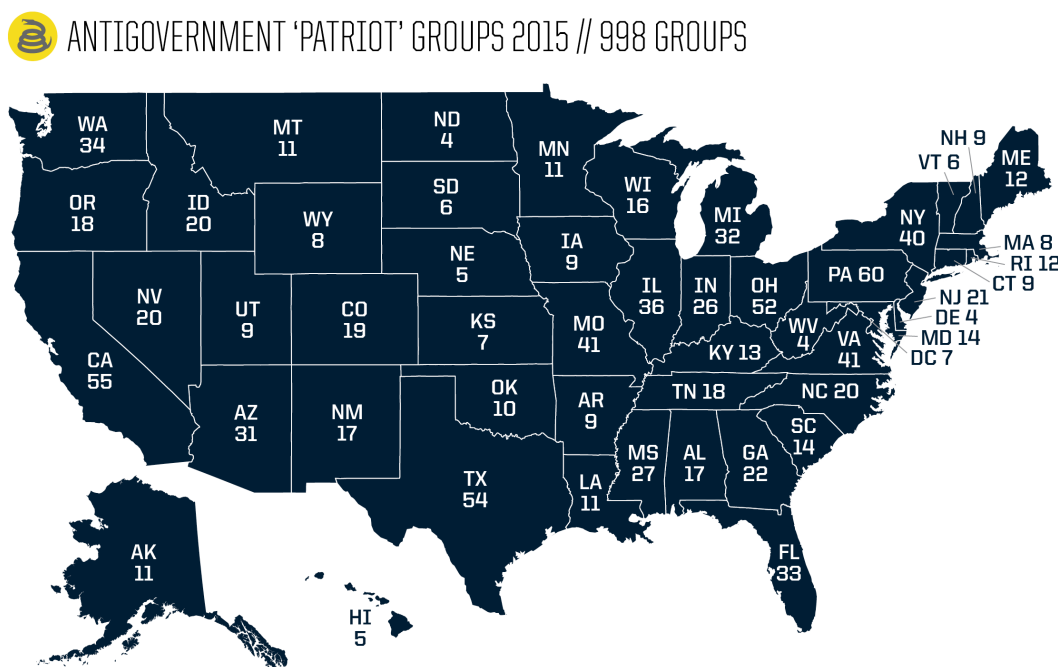 ANTIGOVERNMENT ‘PATRIOT’ GROUPS 2015 // 998 GROUPS
WA
34
MT
11
ND
4
MN
11
NH 9
VT 6
ME
12
OR
18
ID
20
WY
8
SD
6
WI
16
MI
32
NY
40
MA 8
RI 12
CT 9
NV
20
UT
9
CO
19
NE
5
IA
9
IL
36
IN
26
OH
52
PA 60
NJ 21
DE 4
MD 14
DC 7
CA
55
KS
7
MO
41
KY 13
WV
4
VA
41
AZ
31
NM
17
OK
10
AR
9
TN 18
NC 20
SC
14
TX
54
LA
11
MS
27
AL
17
GA
22
FL
33
AK
11
HI
5